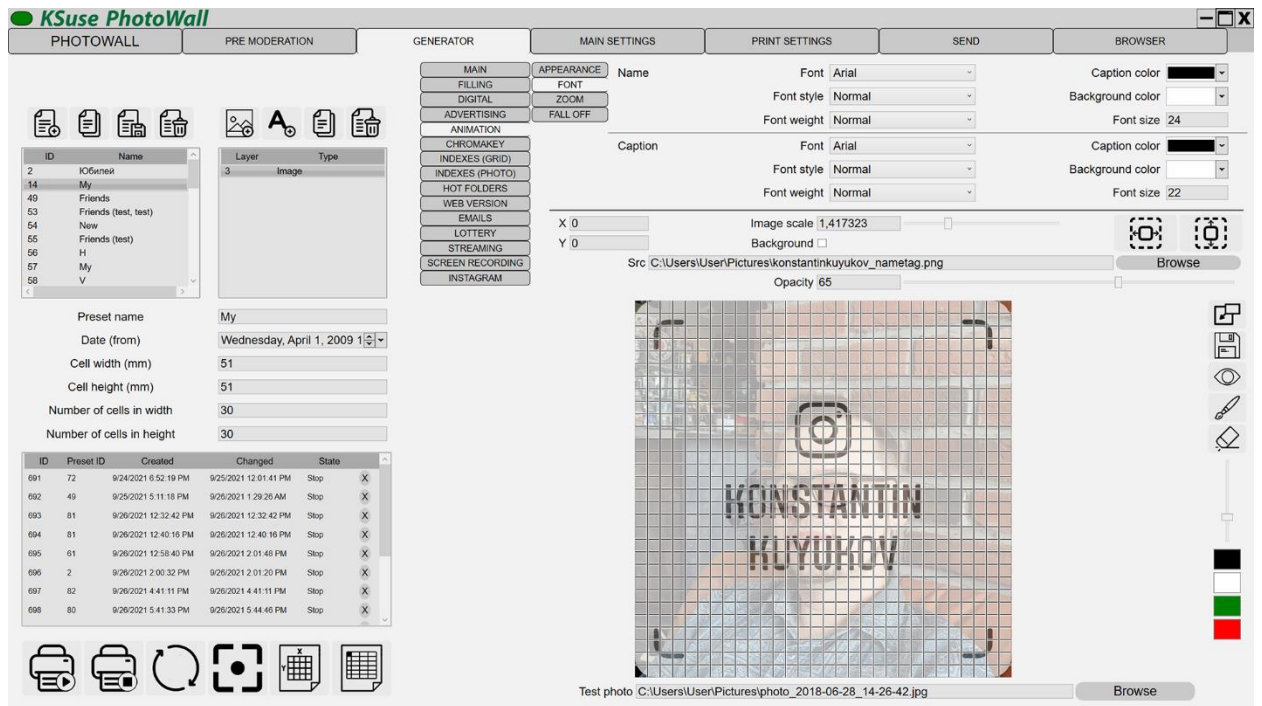 KSuse PhotoWall
X
PHOTOWALL PRE MODERATION GENERATOR MAIN SETTINGS PRINT SETTINGS SEND BROWSER
MAIN
FILLING
DIGITAL
ADVERTISING
ANIMATION
CHROMAKEY
INDEXES (GRID)
INDEXES (PHOTO)
HOT FOLDERS
WEB VERSION
EMAILS
LOTTERY
STREAMING
SCREEN RECORDING
INSTAGRAM
APPEARANCE
FONT
ZOOM
FALL OFF
Name Font Arial Caption color
Font style Normal Background color
Font weight Normal Font size 24
Caption Font Arial Caption color
Font style Normal Background color
Font weight Normal Font size 22
X 0 Image scale 1,417323
Y 0 Background
Src C:\Users\User\Pictures\konstantinkuyukov_nametag.png Browse
Opacity 65
A
ID Name
2 Юбилей
14 My
49 Friends
53 Friends (test, test)
54 New
55 Friends (test)
56 H
57 My
58 V
Layer Type
3 Image
Preset name My
Date (from) Wednesday, April 1, 2009 1
Cell width (mm) 51
Cell height (mm) 51
Number of cells in width 30
Number of cells in height 30
ID Preset ID Created Changed State
691 72 9/24/2021 6:52:19 PM 9/25/2021 12:01:41 PM Stop X
692 49 9/25/2021 5:11:18 PM 9/26/2021 1:29:26 AM Stop X
693 81 9/26/2021 12:32:42 PM 9/26/2021 12:32:42 PM Stop X
694 81 9/26/2021 12:40:16 PM 9/26/2021 12:40:16 PM Stop X
695 61 9/26/2021 12:58:40 PM 9/26/2021 2:01:48 PM Stop X
696 2 9/26/2021 2:00:32 PM 9/26/2021 2:01:20 PM Stop X
697 82 9/26/2021 4:41:11 PM 9/26/2021 4:41:11 PM Stop X
698 80 9/26/2021 5:41:33 PM 9/26/2021 5:44:46 PM Stop X
X
Y
KONSTANTIN
KUYUKOV
Test photo C:\Users\User\Pictures\photo_2018-06-28_14-26-42.jpg Browse